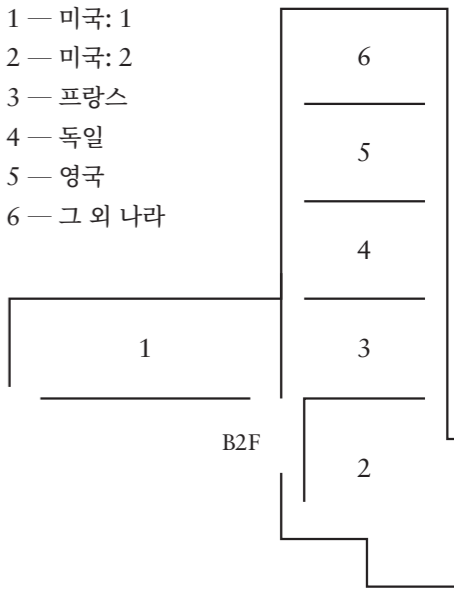 1 — 미국: 1
2 — 미국: 2
3 — 프랑스
4 — 독일
5 — 영국
6 — 그 외 나라
6
5
4
1
3
B2F
2